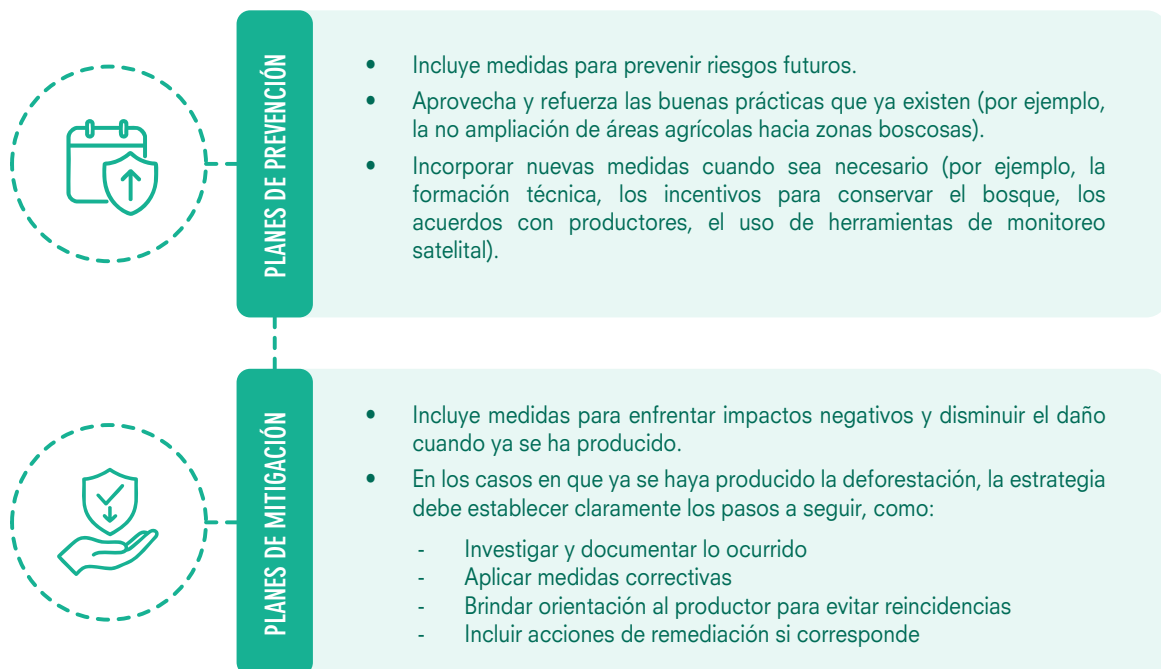 PLANES DE PREVENCIÓN
• Incluye medidas para prevenir riesgos futuros.
• Aprovecha y refuerza las buenas prácticas que ya existen (por ejemplo,
la no ampliación de áreas agrícolas hacia zonas boscosas).
• Incorporar nuevas medidas cuando sea necesario (por ejemplo, la
formación técnica, los incentivos para conservar el bosque, los
acuerdos con productores, el uso de herramientas de monitoreo
satelital).
PLANES DE MITIGACIÓN
• Incluye medidas para enfrentar impactos negativos y disminuir el daño
cuando ya se ha producido.
• En los casos en que ya se haya producido la deforestación, la estrategia
debe establecer claramente los pasos a seguir, como:
- Investigar y documentar lo ocurrido
- Aplicar medidas correctivas
- Brindar orientación al productor para evitar reincidencias
- Incluir acciones de remediación si corresponde